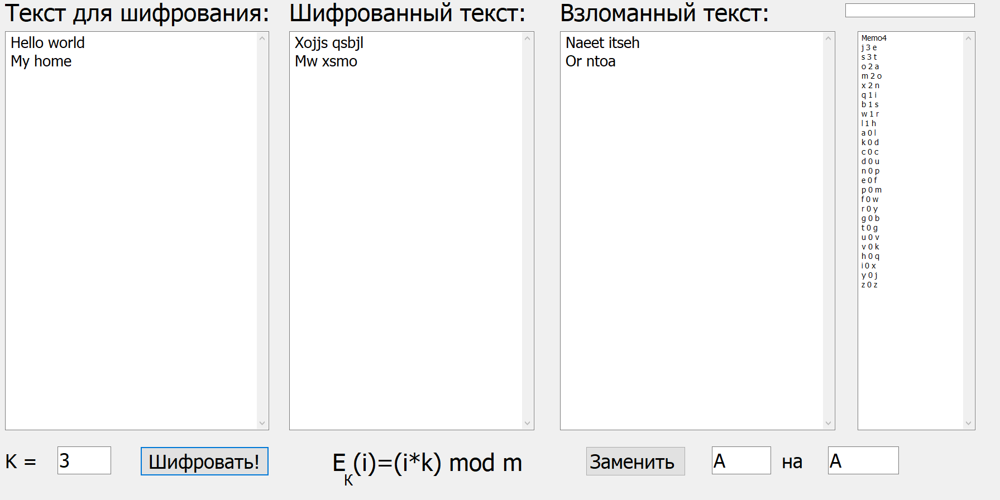 Текст для шифрования:
Hello world
My home
Шифрованный текст:
Xojjs qsbjl
Mw xsmo
Взломанный текст:
Naeet itseh
Or ntoa
Memo4
j 3 e
s 3 t
o 2 a
m 2 o
x 2 n
q 1 i
b 1 s
w 1 r
l 1 h
a 0 l
k 0 d
c 0 c
d 0 u
n 0 p
e 0 f
p 0 m
f 0 w
r 0 y
g 0 b
t 0 g
u 0 v
v 0 k
h 0 q
i 0 x
y 0 j
z 0 z
K = 3
Шифровать!
E К (i)=(i*k) mod m
Заменить A на A